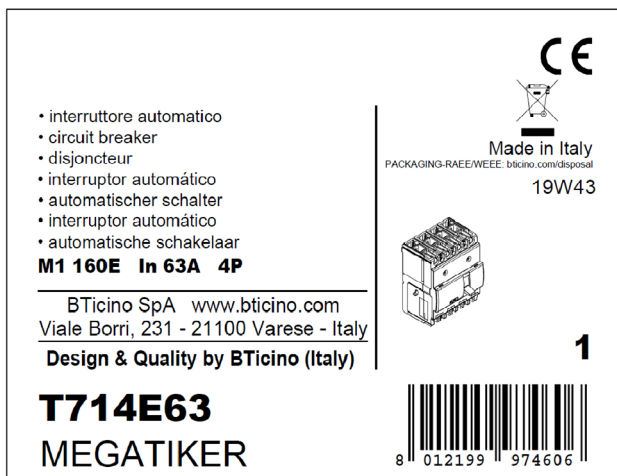 CE
• interruttore automatico
• circuit breaker
• disjoncteur
• interruptor automático
• automatischer schalter
• interruptor automático
• automatische schakelaar
M1 160E In 63A 4P
BTicino SpA www.bticino.com
Viale Borri, 231 - 21100 Varese - Italy
Design & Quality by BTicino (Italy)
T714E63
MEGATIKER
Made in Italy
PACKAGING-RAEE/WEEE: bticino.com/disposal
19W43
1
8 012199 974606